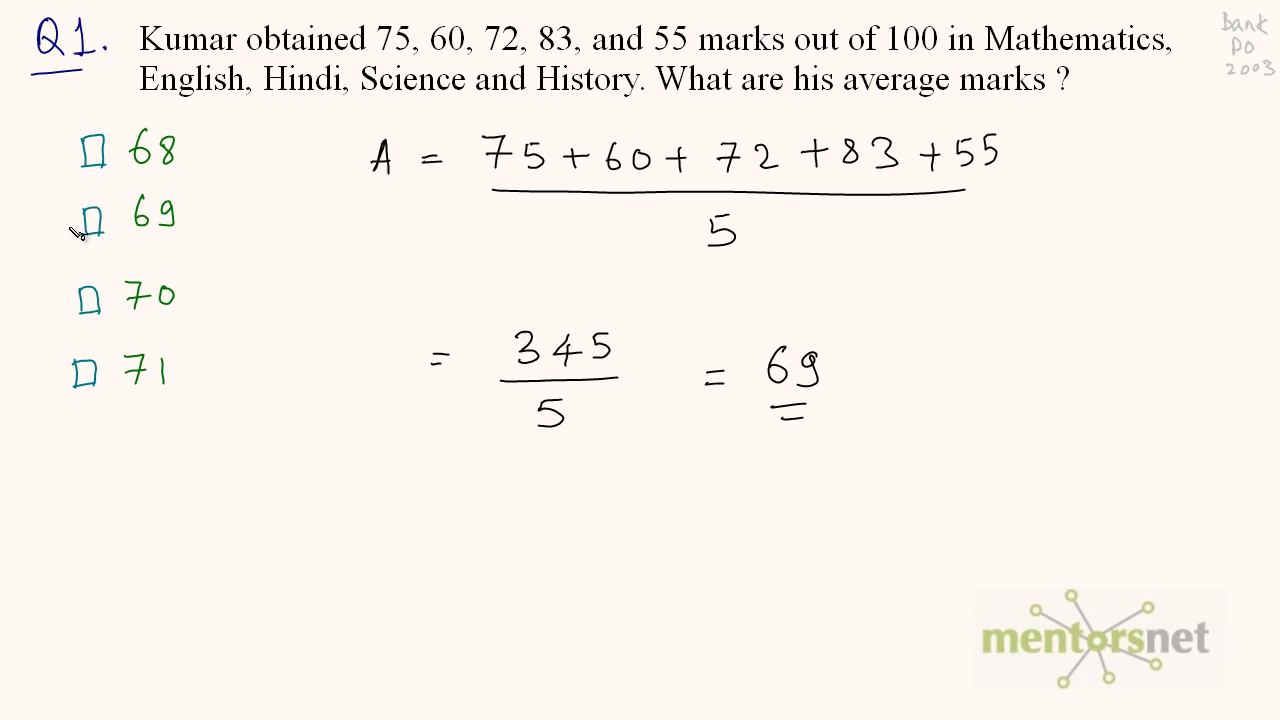 Q1. Kumar obtained 75, 60, 72, 83, and 55 marks out of 100 in Mathematics,
English, Hindi, Science and History. What are his average marks ?
Bank
PO
2003
68
69
70
71
A = 75 + 60 + 72 + 83 + 55
5
= 345
5
= 69
mentorsnet